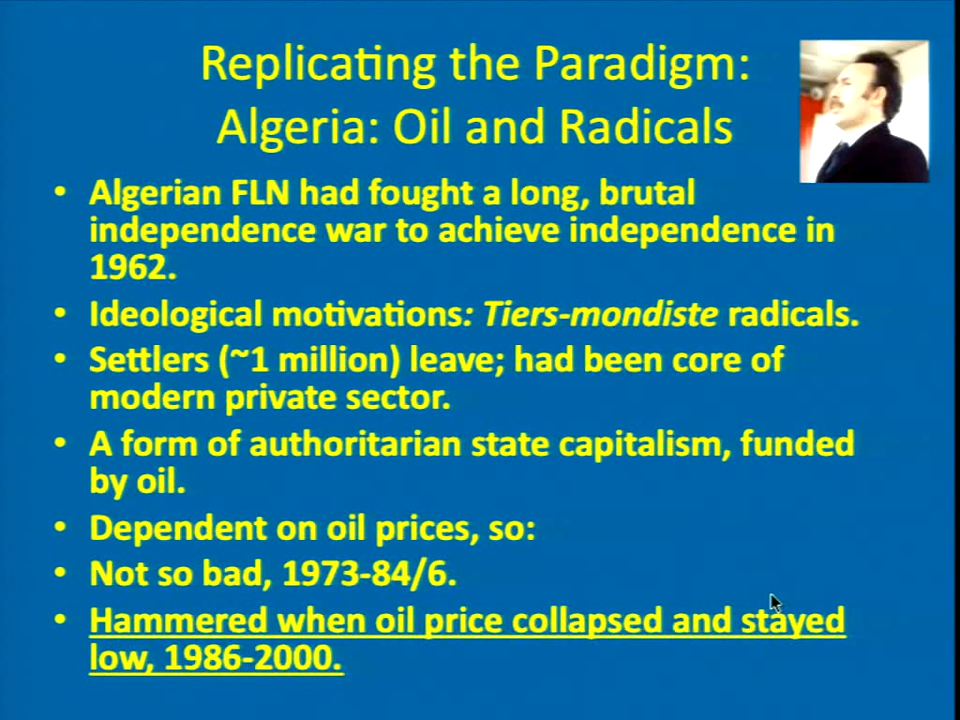 Replicating the Paradigm:
Algeria: Oil and Radicals
• Algerian FLN had fought a long, brutal
independence war to achieve independence in
1962.
• Ideological motivations: Tiers-mondiste radicals.
• Settlers (~1 million) leave; had been core of
modern private sector.
• A form of authoritarian state capitalism, funded
by oil.
• Dependent on oil prices, so:
• Not so bad, 1973-84/6.
• Hammered when oil price collapsed and stayed
low, 1986-2000.